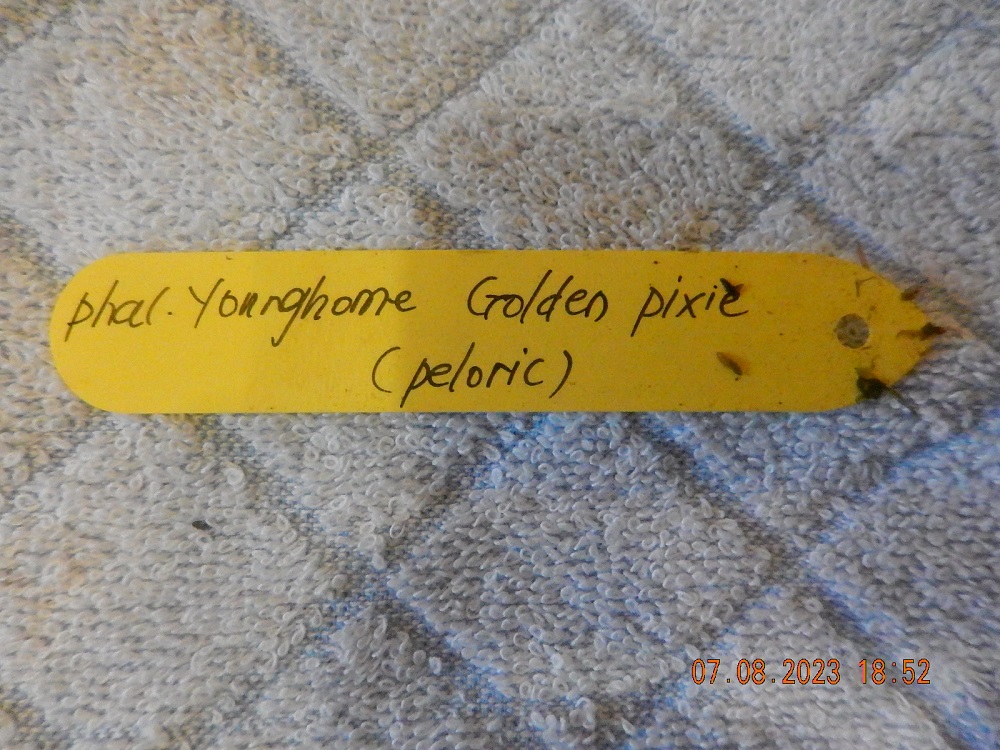 phal. Younghome Golden pixie
(peloric)
07.08.2023 18:52